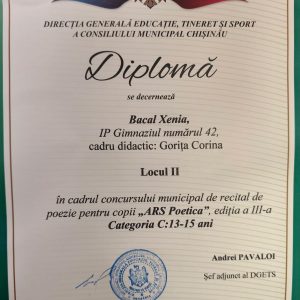 DIRECȚIA GENERALĂ EDUCAȚIE, TINERET ȘI SPORT
A CONSILIULUI MUNICIPAL CHIȘINĂU
Diplomă
se decernează
Bacal Xenia,
IP Gimnaziul numărul 42,
cadru didactic: Gorița Corina
Locul II
în cadrul concursului municipal de recital de
poezie pentru copii „ARS Poetica”, ediția a III-a
Categoria C:13-15 ani
Andrei PAVALOI
Șef adjunct al DGETS